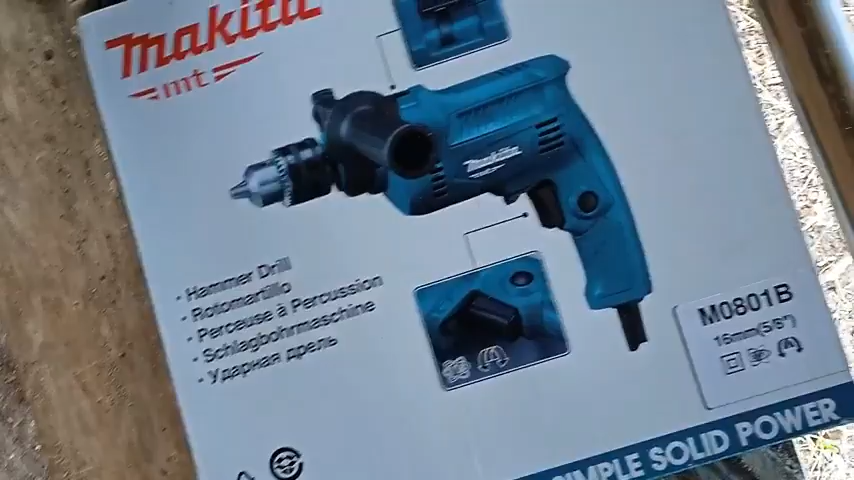 Makita
mt
Makita
• Hammer Drill
• Rotomartillo
• Perceuse à Percussion
• Schlagbohrmaschine
• Ударная дрель
M0801B
16mm(5/8")
SIMPLE SOLID POWER